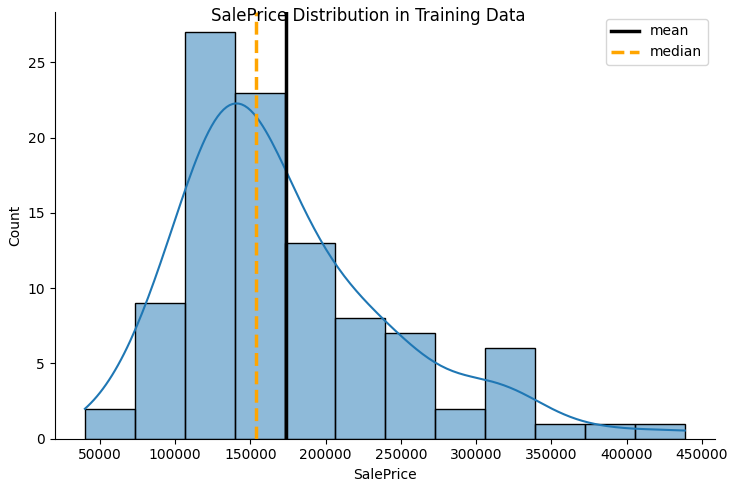 SalePrice Distribution in Training Data
mean
median
25
20
15
10
5
0
Count
50000 100000 150000 200000 250000 300000 350000 400000 450000
SalePrice